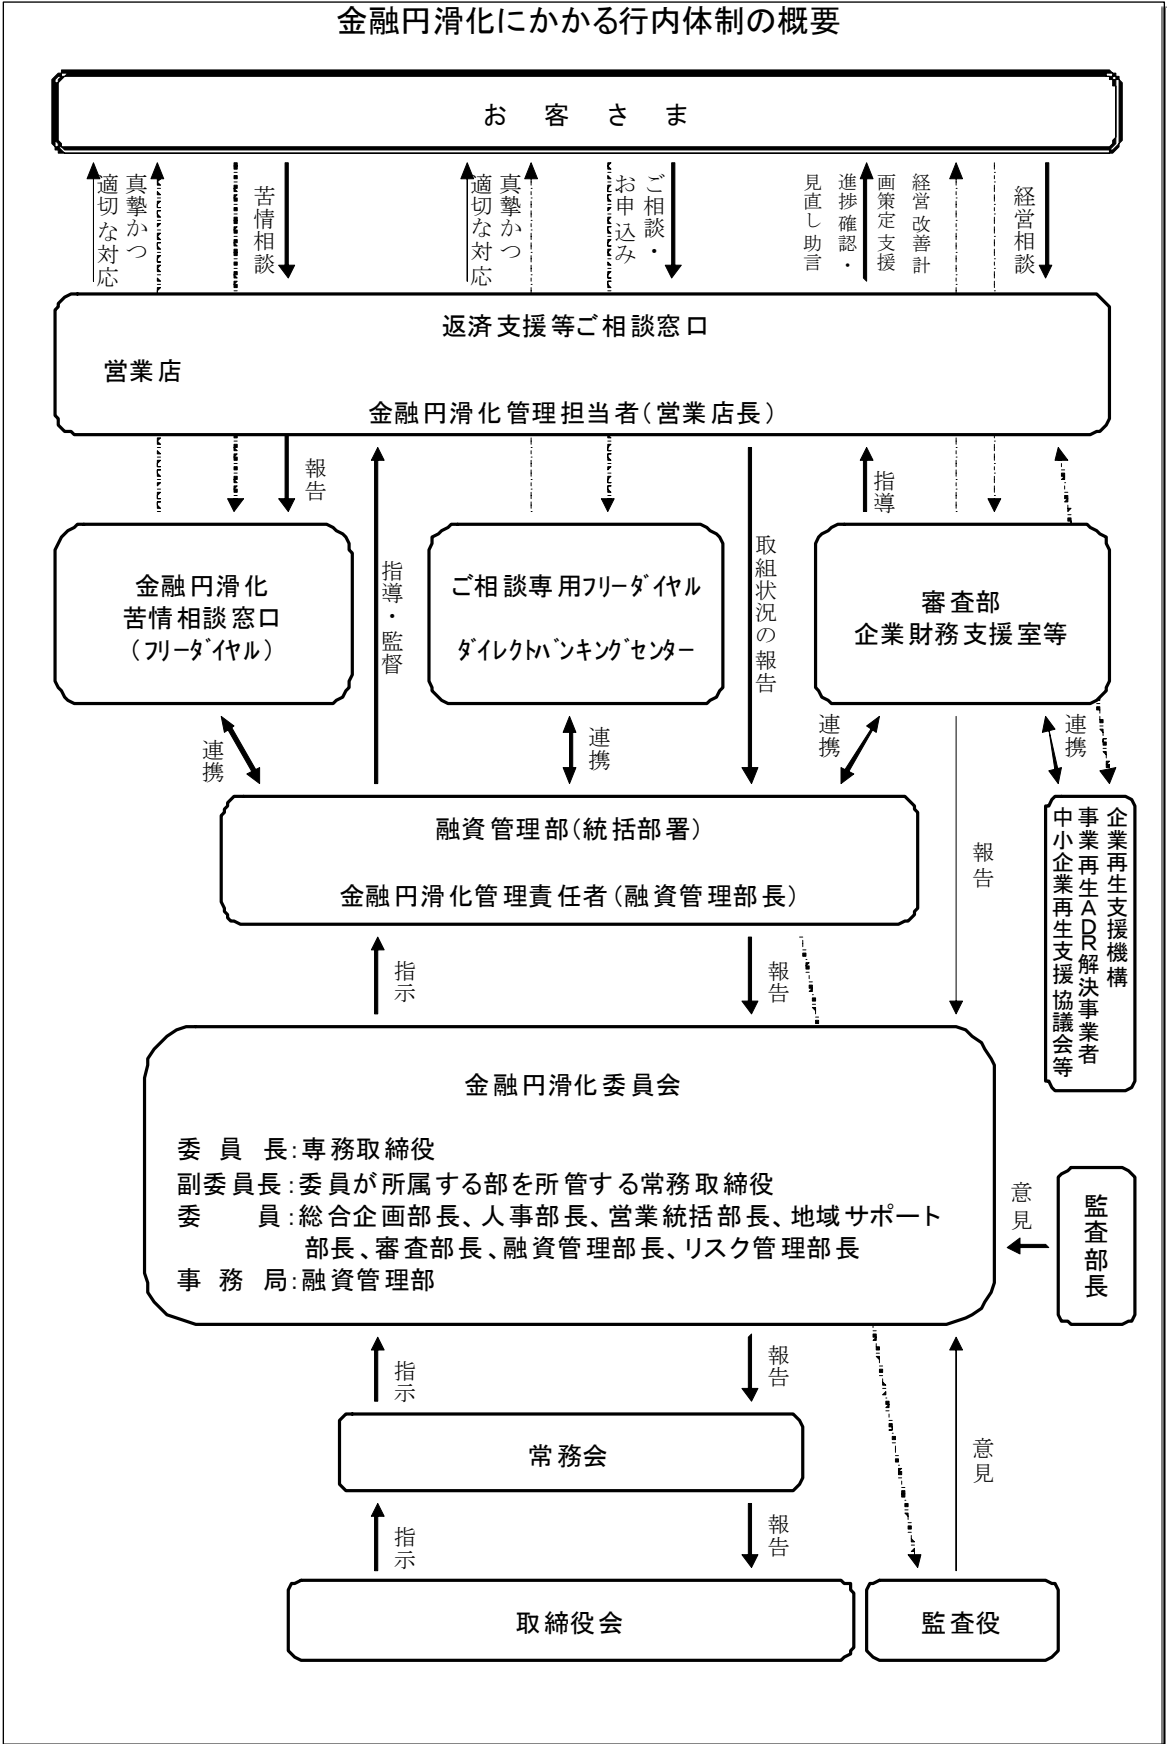 金融円滑化にかかる行内体制の概要
お客さま
真摯かつ
適切な対応
苦情相談
真摯かつ
適切な対応
ご相談・
お申込み
経営改善計
画策定支援
進捗確認・
見直し助言
経営相談
返済支援等ご相談窓口
営業店
金融円滑化管理担当者(営業店長)
報告
指導
金融円滑化
苦情相談窓口
(フリーダイヤル)
指導・監督
ご相談専用フリーダイヤル
ダイレクトバンキングセンター
取組状況の報告
審査部
企業財務支援室等
連携
連携
連携
連携
融資管理部(統括部署)
金融円滑化管理責任者(融資管理部長)
報告
企業再生支援機構
事業再生ADR解決事業者
中小企業再生支援協議会等
指示
報告
金融円滑化委員会
委員長:専務取締役
副委員長:委員が所属する部を所管する常務取締役
委員:総合企画部長、人事部長、営業統括部長、地域サポート
部長、審査部長、融資管理部長、リスク管理部長
事務局:融資管理部
意見
監査部長
指示
報告
常務会
意見
指示
報告
取締役会
監査役